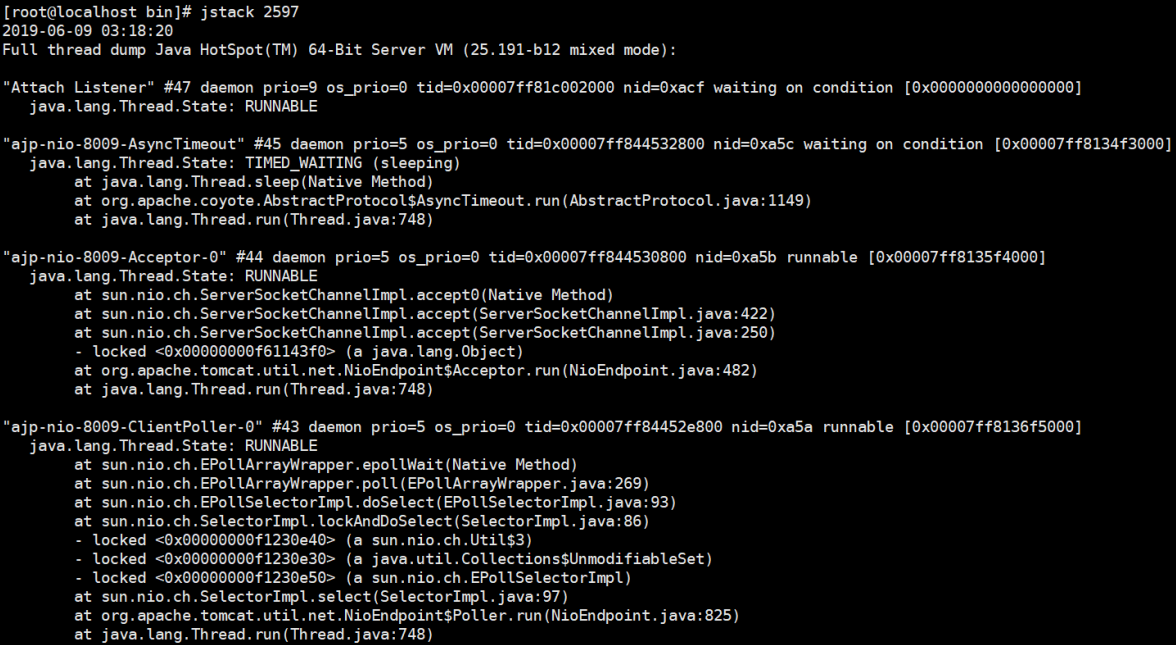 [root@localhost bin]# jstack 2597
2019-06-09 03:18:20
Full thread dump Java HotSpot(TM) 64-Bit Server VM (25.191-b12 mixed mode):

"Attach Listener" #47 daemon prio=9 os_prio=0 tid=0x00007ff81c002000 nid=0xacf waiting on condition [0x0000000000000000]
   java.lang.Thread.State: RUNNABLE

"ajp-nio-8009-AsyncTimeout" #45 daemon prio=5 os_prio=0 tid=0x00007ff844532800 nid=0xa5c waiting on condition [0x00007ff8134f3000]
   java.lang.Thread.State: TIMED_WAITING (sleeping)
        at java.lang.Thread.sleep(Native Method)
        at org.apache.coyote.AbstractProtocol$AsyncTimeout.run(AbstractProtocol.java:1149)
        at java.lang.Thread.run(Thread.java:748)

"ajp-nio-8009-Acceptor-0" #44 daemon prio=5 os_prio=0 tid=0x00007ff844530800 nid=0xa5b runnable [0x00007ff8135f4000]
   java.lang.Thread.State: RUNNABLE
        at sun.nio.ch.ServerSocketChannelImpl.accept0(Native Method)
        at sun.nio.ch.ServerSocketChannelImpl.accept(ServerSocketChannelImpl.java:422)
        at sun.nio.ch.ServerSocketChannelImpl.accept(ServerSocketChannelImpl.java:250)
        - locked <0x00000000f61143f0> (a java.lang.Object)
        at org.apache.tomcat.util.net.NioEndpoint$Acceptor.run(NioEndpoint.java:482)
        at java.lang.Thread.run(Thread.java:748)

"ajp-nio-8009-ClientPoller-0" #43 daemon prio=5 os_prio=0 tid=0x00007ff84452e800 nid=0xa5a runnable [0x00007ff8136f5000]
   java.lang.Thread.State: RUNNABLE
        at sun.nio.ch.EPollArrayWrapper.epollWait(Native Method)
        at sun.nio.ch.EPollArrayWrapper.poll(EPollArrayWrapper.java:269)
        at sun.nio.ch.EPollSelectorImpl.doSelect(EPollSelectorImpl.java:93)
        at sun.nio.ch.SelectorImpl.lockAndDoSelect(SelectorImpl.java:86)
        - locked <0x00000000f1230e40> (a sun.nio.ch.Util$3)
        - locked <0x00000000f1230e30> (a java.util.Collections$UnmodifiableSet)
        - locked <0x00000000f1230e50> (a sun.nio.ch.EPollSelectorImpl)
        at sun.nio.ch.SelectorImpl.select(SelectorImpl.java:97)
        at org.apache.tomcat.util.net.NioEndpoint$Poller.run(NioEndpoint.java:825)
        at java.lang.Thread.run(Thread.java:748)